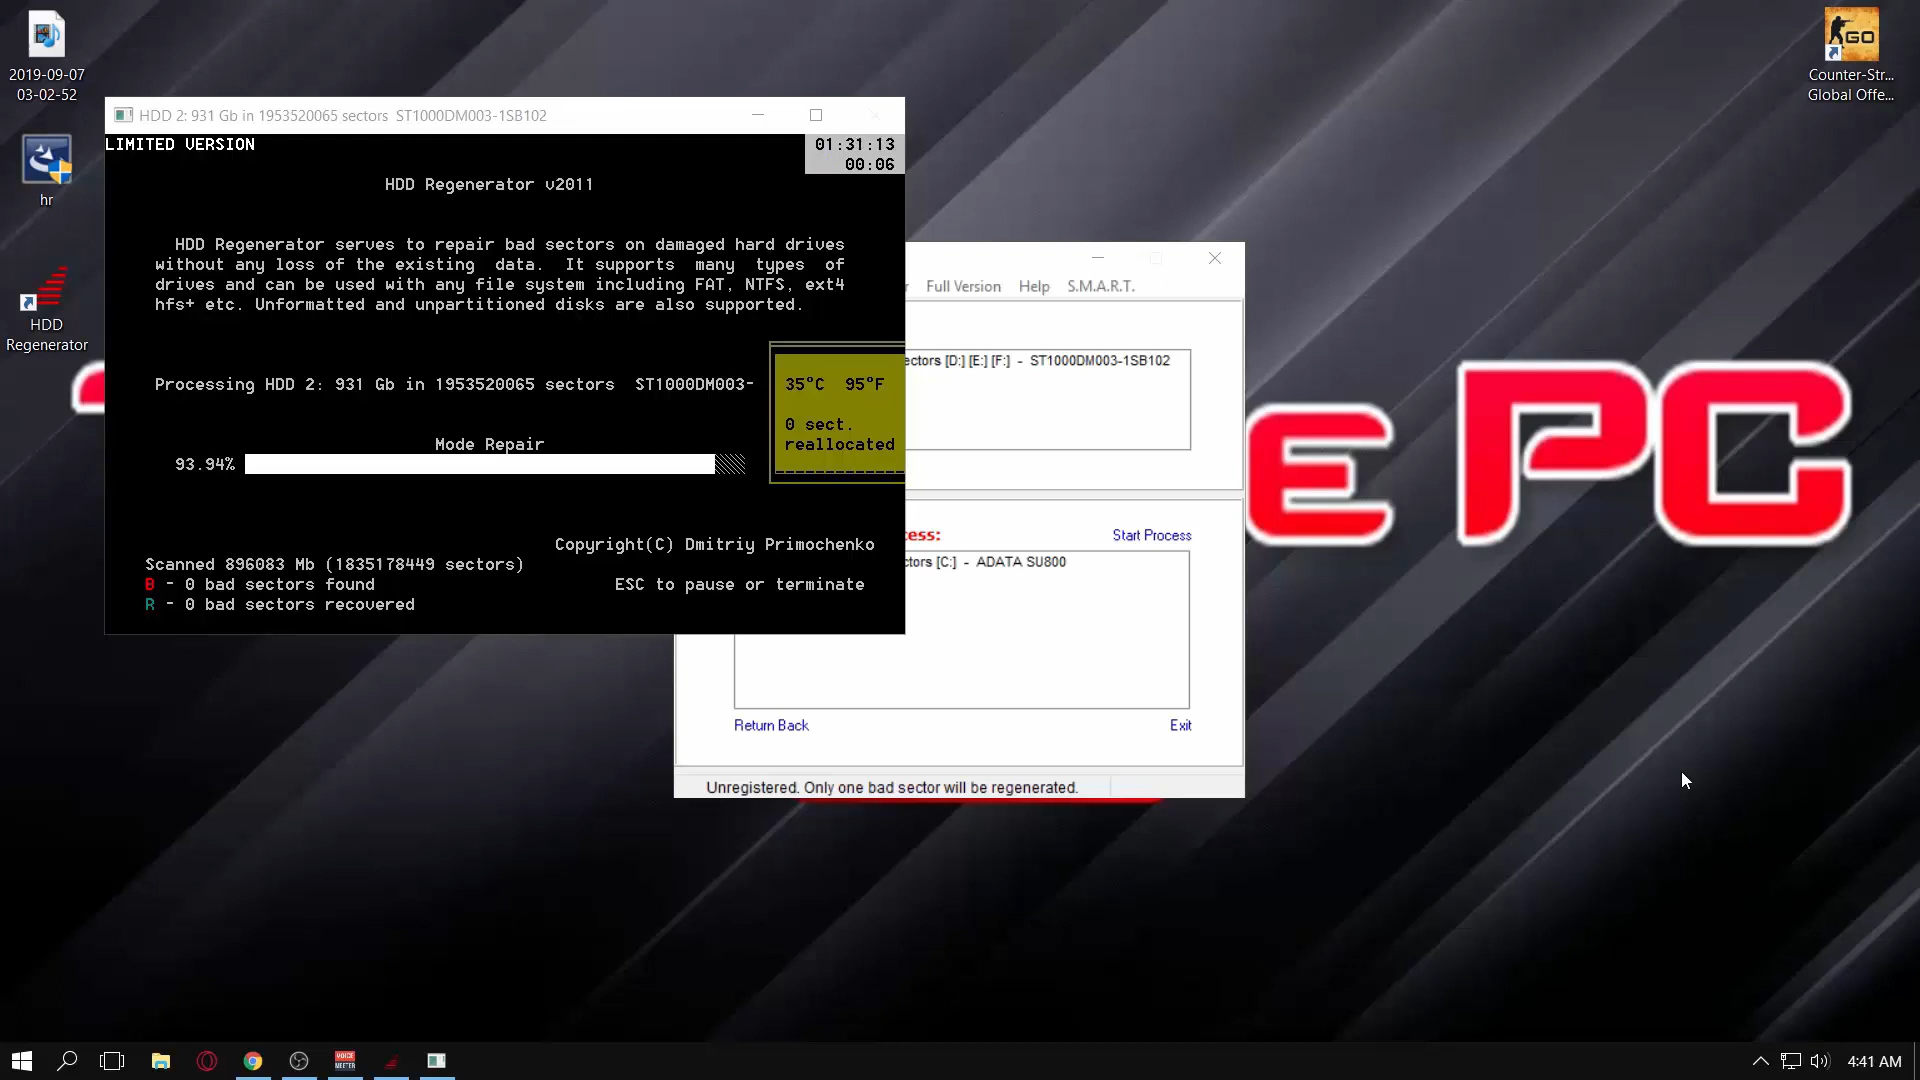 2019-09-07
03-02-52
hr
HDD
Regenerator
Counter-Str...
Global Offe...
HDD 2: 931 Gb in 1953520065 sectors  ST1000DM003-1SB102
LIMITED VERSION
01:31:13
00:06
HDD Regenerator v2011
HDD Regenerator serves to repair bad sectors on damaged hard drives
without any loss of the existing data. It supports many types of
drives and can be used with any file system including FAT, NTFS, ext4
hfs+ etc. Unformatted and unpartitioned disks are also supported.
Processing HDD 2: 931 Gb in 1953520065 sectors  ST1000DM003-
35°C  95°F
0 sect.
reallocated
Mode Repair
93.94%
Copyright(C) Dmitriy Primochenko
Scanned 896083 Mb (1835178449 sectors)
B - 0 bad sectors found
ESC to pause or terminate
R - 0 bad sectors recovered
r Full Version Help S.M.A.R.T.
ectors [D:] [E:] [F:]  -  ST1000DM003-1SB102
cess: Start Process
ctors [C:]  -  ADATA SU800
Return Back Exit
Unregistered. Only one bad sector will be regenerated.
GO
E PC
VOICE
MEETER
4:41 AM